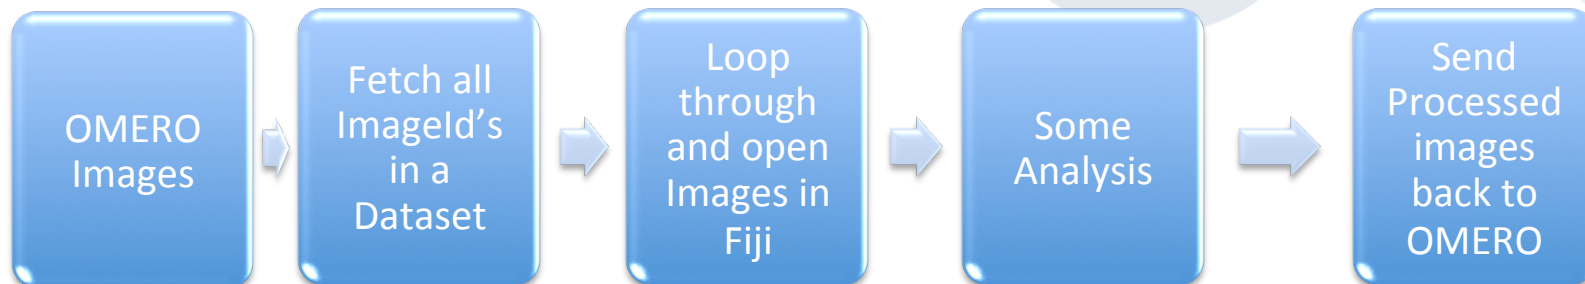 OMERO
Images
Fetch all
ImageId’s
in a
Dataset
Loop
through
and open
Images in
Fiji
Some
Analysis
Send
Processed
images
back to
OMERO